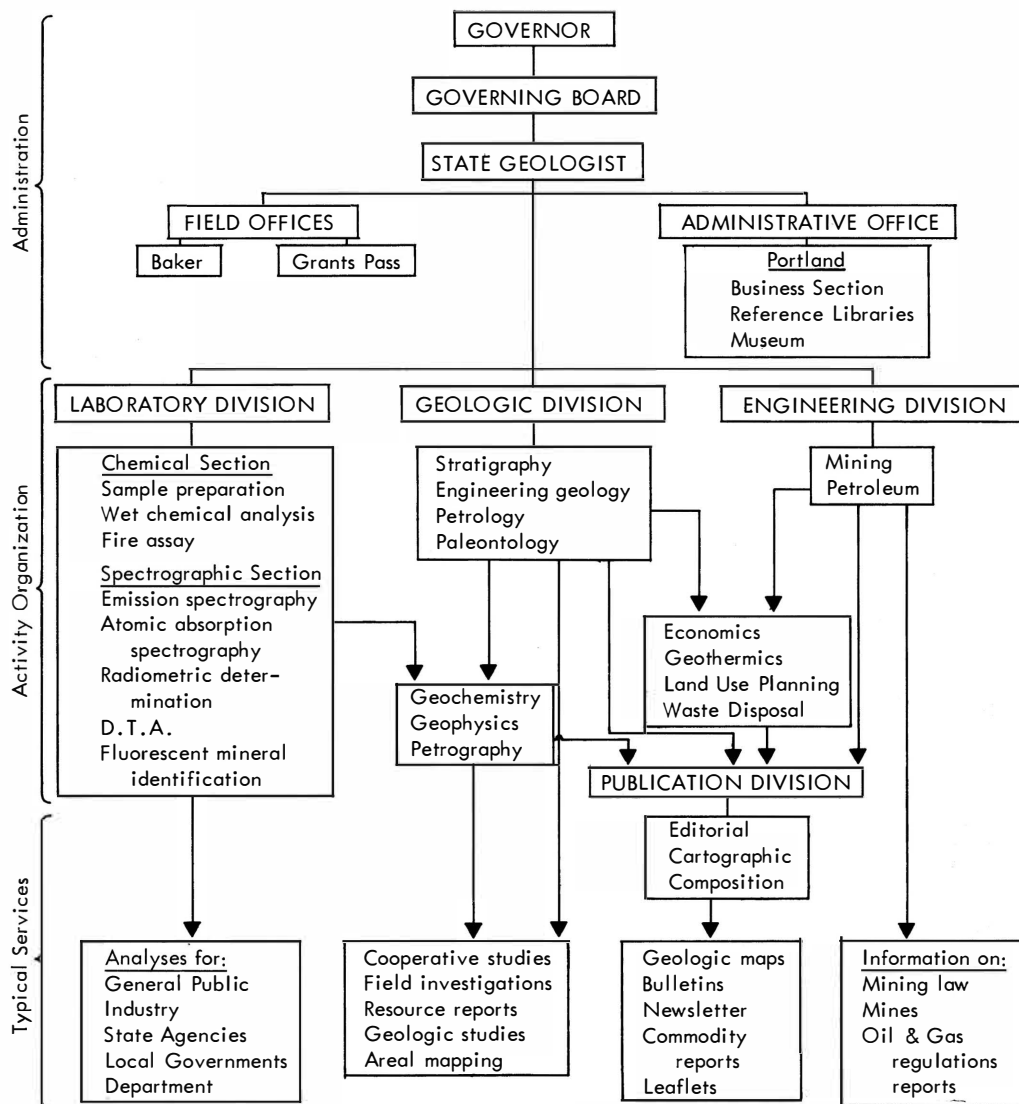 Administration
GOVERNOR
GOVERNING BOARD
STATE GEOLOGIST
FIELD OFFICES
Baker
Grants Pass
ADMINISTRATIVE OFFICE
Portland
Business Section
Reference Libraries
Museum
Activity Organization
LABORATORY DIVISION
GEOLOGIC DIVISION
ENGINEERING DIVISION
Chemical Section
Sample preparation
Wet chemical analysis
Fire assay
Spectrographic Section
Emission spectrography
Atomic absorption
spectrography
Radiometric deter-
mination
D.T.A.
Fluorescent mineral
identification
Stratigraphy
Engineering geology
Petrology
Paleontology
Mining
Petroleum
Geochemistry
Geophysics
Petrography
Economics
Geothermics
Land Use Planning
Waste Disposal
PUBLICATION DIVISION
Editorial
Cartographic
Composition
Typical Services
Analyses for:
General Public
Industry
State Agencies
Local Governments
Department
Cooperative studies
Field investigations
Resource reports
Geologic studies
Areal mapping
Geologic maps
Bulletins
Newsletter
Commodity
reports
Leaflets
Information on:
Mining law
Mines
Oil & Gas
regulations
reports